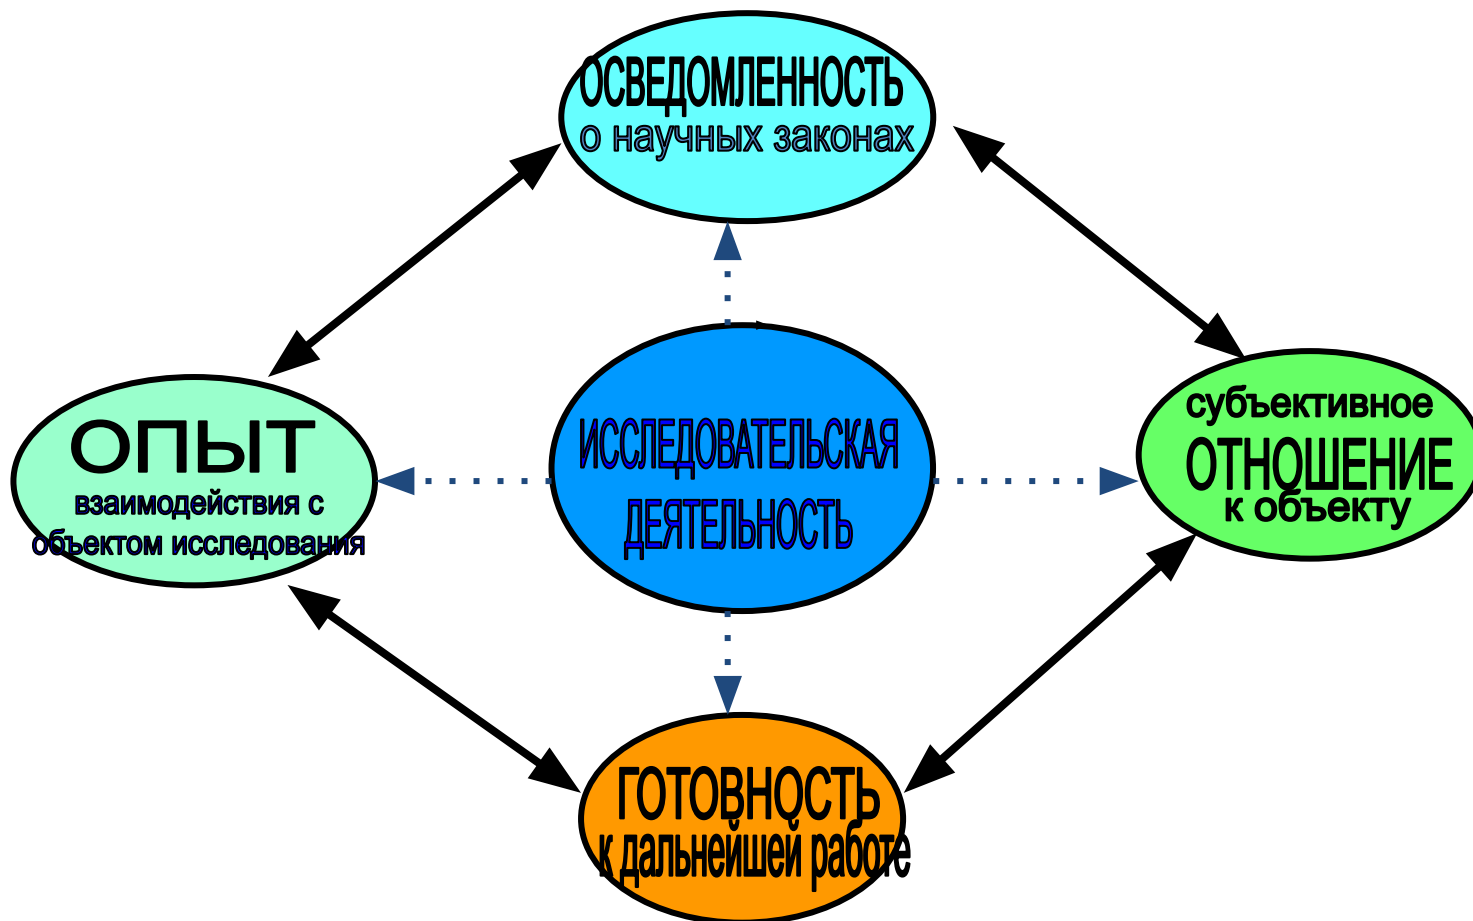 ОСВЕДОМЛЕННОСТЬ
о научных законах
ОПЫТ
взаимодействия с
объектом исследования
ИССЛЕДОВАТЕЛЬСКАЯ
ДЕЯТЕЛЬНОСТЬ
субъективное
ОТНОШЕНИЕ
к объекту
ГОТОВНОСТЬ
к дальнейшей работе